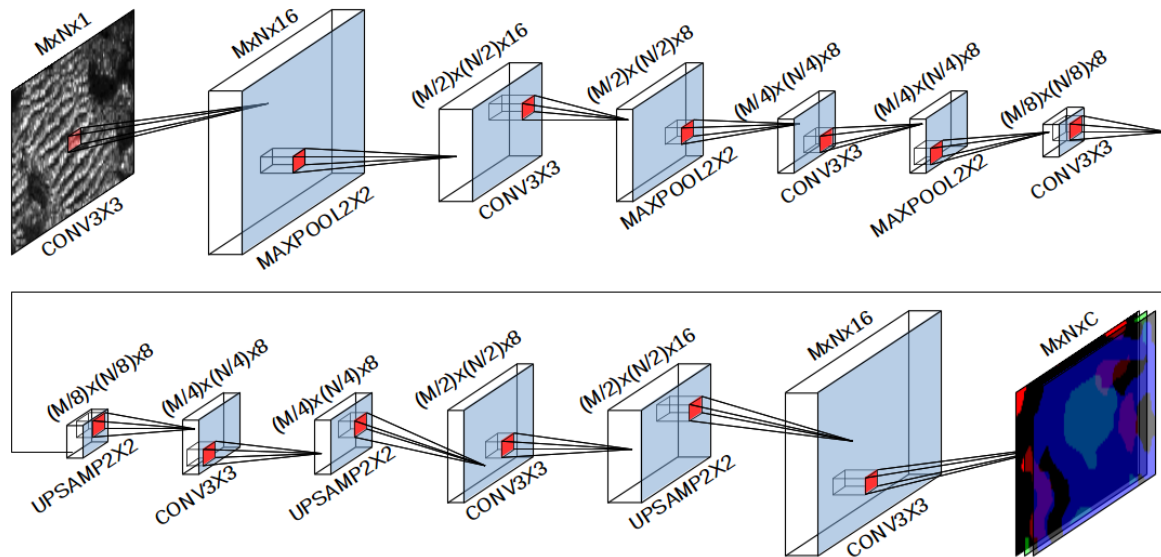 MxNx1
MxNx16
(M/2)x(N/2)x16
(M/2)x(N/2)x8
(M/4)x(N/4)x8
(M/4)x(N/4)x8
(M/8)x(N/8)x8
CONV3X3
MAXPOOL2X2
CONV3X3
MAXPOOL2X2
CONV3X3
MAXPOOL2X2
CONV3X3
(M/8)x(N/8)x8
(M/4)x(N/4)x8
(M/4)x(N/4)x8
(M/2)x(N/2)x8
(M/2)x(N/2)x16
MxNx16
MxNxC
UPSAMP2X2
CONV3X3
UPSAMP2X2
CONV3X3
UPSAMP2X2
CONV3X3